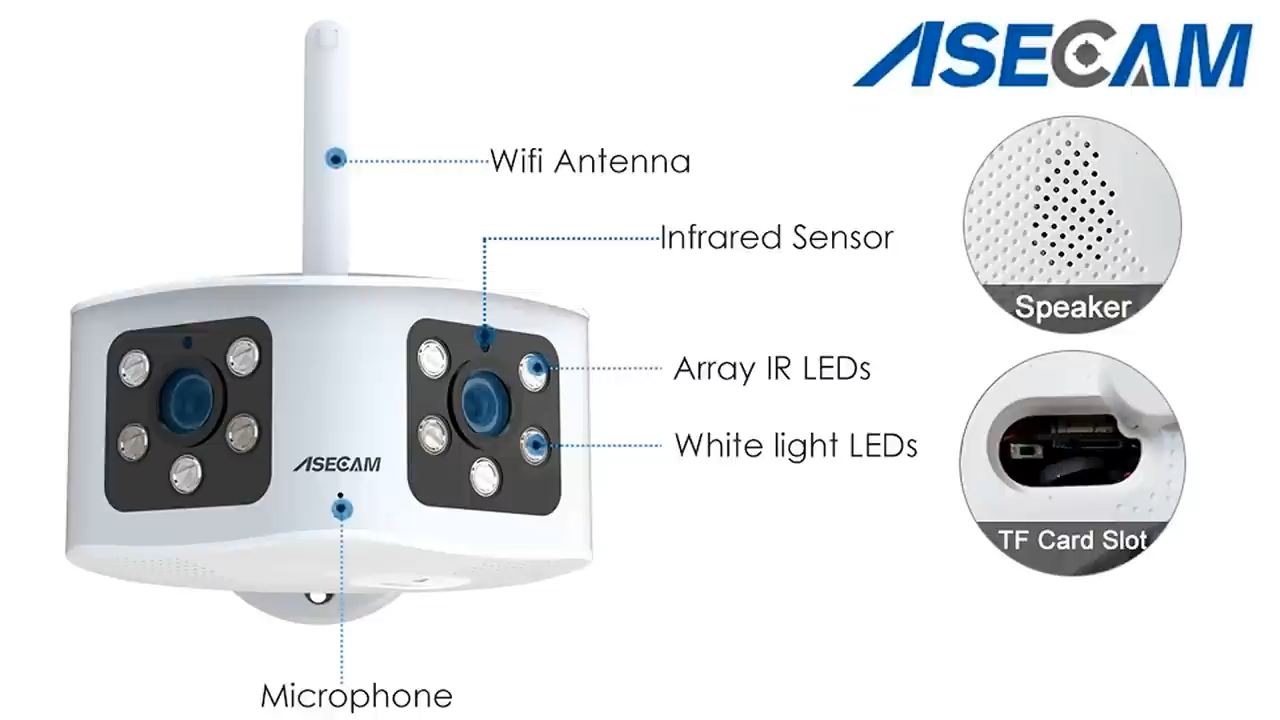 ASECAM
Wifi Antenna
Infrared Sensor
Speaker
Array IR LEDs
White light LEDs
ASECAM
TF Card Slot
Microphone